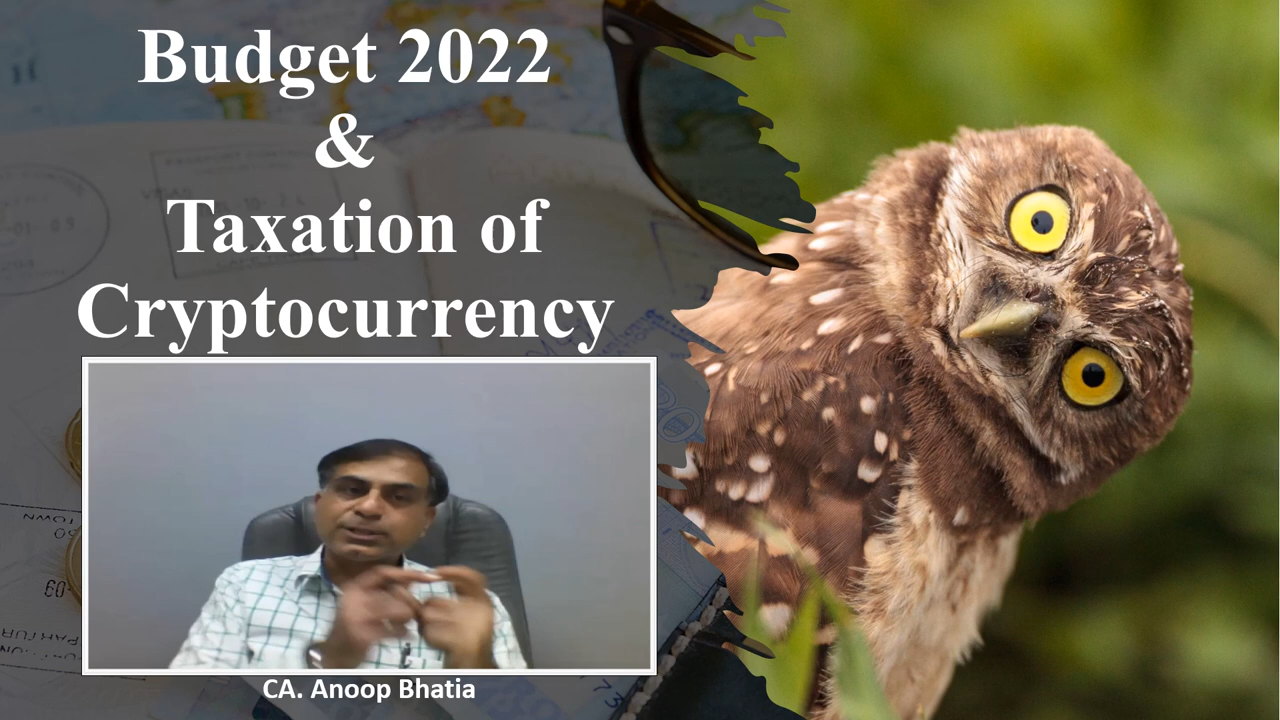 Budget 2022
&
Taxation of
Cryptocurrency
CA. Anoop Bhatia